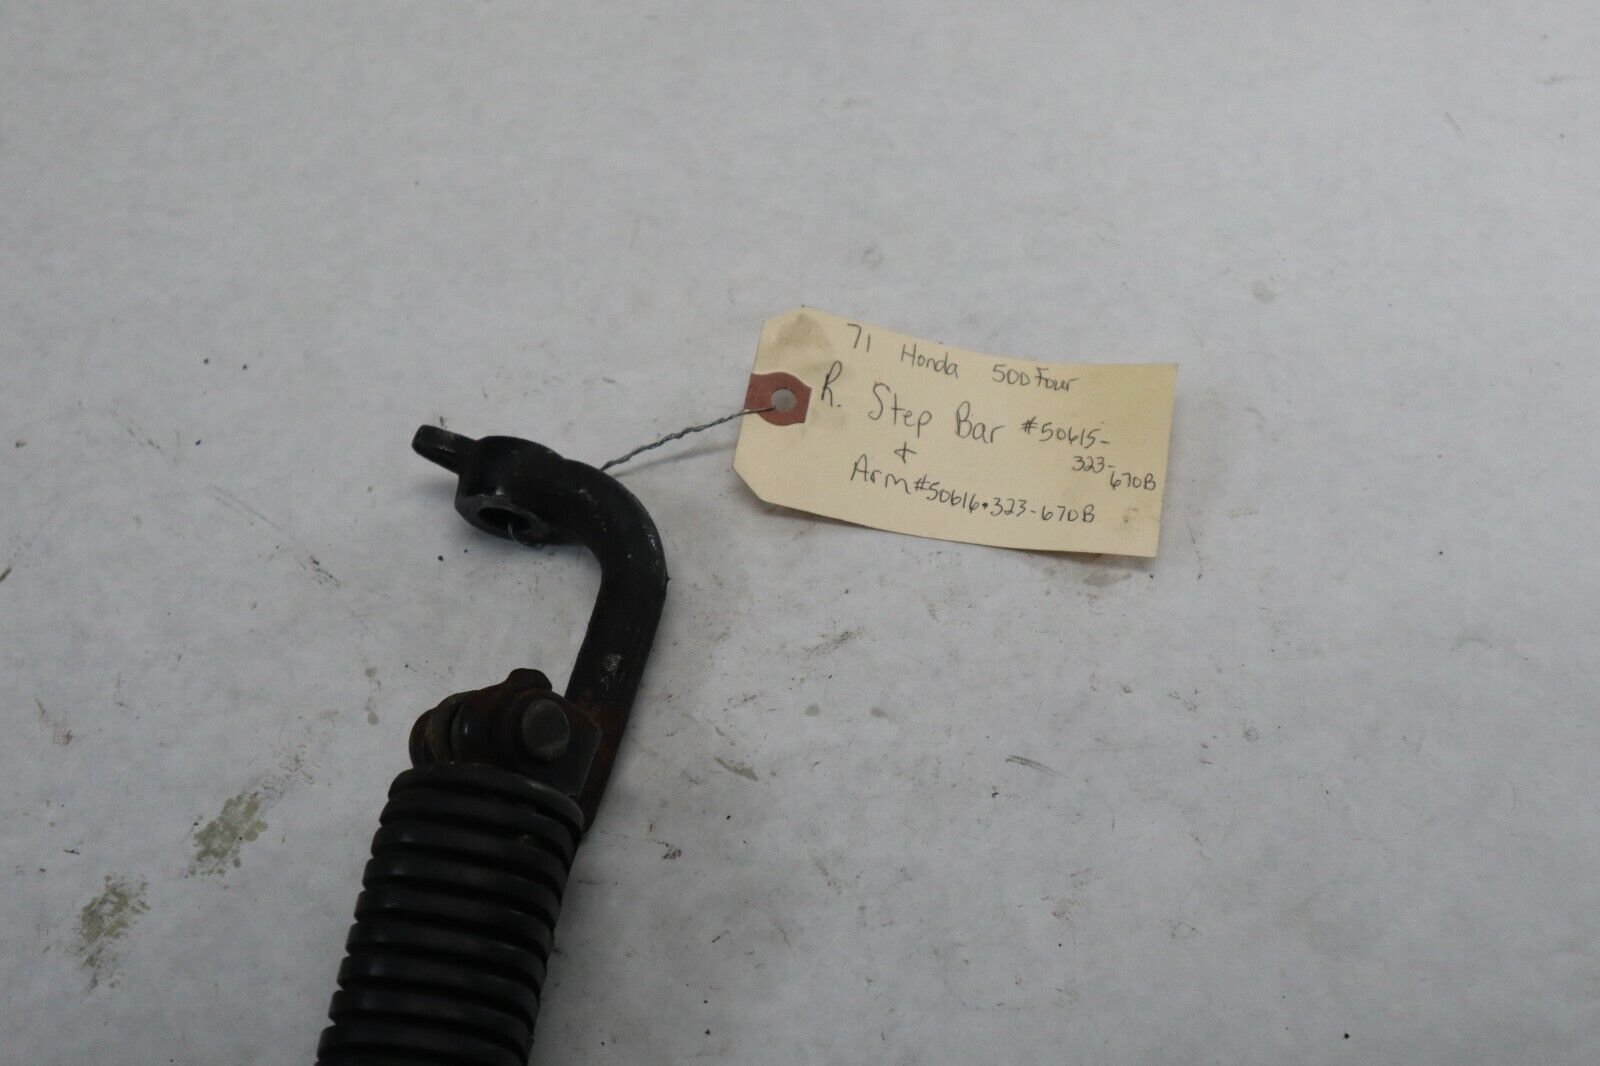 71 Honda 500 Four
R. Step Bar #50615-
323-
670B
&
Arm #50616-323-670B